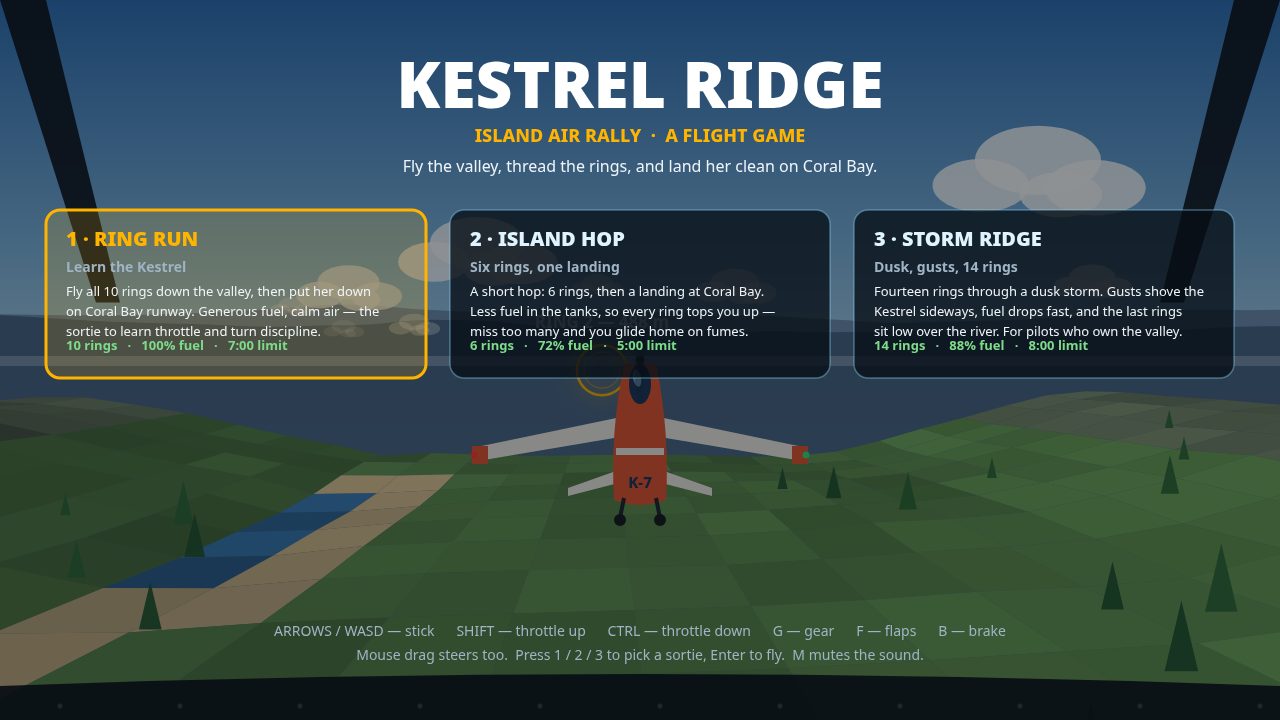 KESTREL RIDGE
ISLAND AIR RALLY · A FLIGHT GAME
Fly the valley, thread the rings, and land her clean on Coral Bay.
1 · RING RUN
Learn the Kestrel
Fly all 10 rings down the valley, then put her down
on Coral Bay runway. Generous fuel, calm air — the
sortie to learn throttle and turn discipline.
10 rings · 100% fuel · 7:00 limit
2 · ISLAND HOP
Six rings, one landing
A short hop: 6 rings, then a landing at Coral Bay.
Less fuel in the tanks, so every ring tops you up —
miss too many and you glide home on fumes.
6 rings · 72% fuel · 5:00 limit
3 · STORM RIDGE
Dusk, gusts, 14 rings
Fourteen rings through a dusk storm. Gusts shove the
Kestrel sideways, fuel drops fast, and the last rings
sit low over the river. For pilots who own the valley.
14 rings · 88% fuel · 8:00 limit
K-7
ARROWS / WASD — stick SHIFT — throttle up CTRL — throttle down G — gear F — flaps B — brake
Mouse drag steers too. Press 1 / 2 / 3 to pick a sortie, Enter to fly. M mutes the sound.